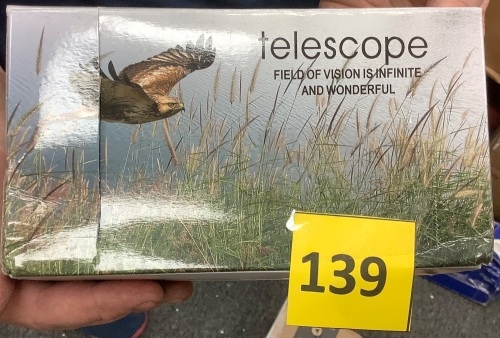 telescope
FIELD OF VISION IS INFINITE
AND WONDERFUL
139